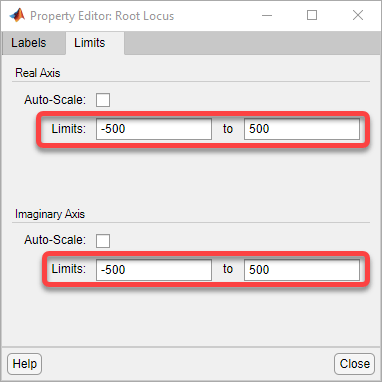 Property Editor: Root Locus
Labels Limits
Real Axis
Auto-Scale:
Limits: -500 to 500
Imaginary Axis
Auto-Scale:
Limits: -500 to 500
Help Close